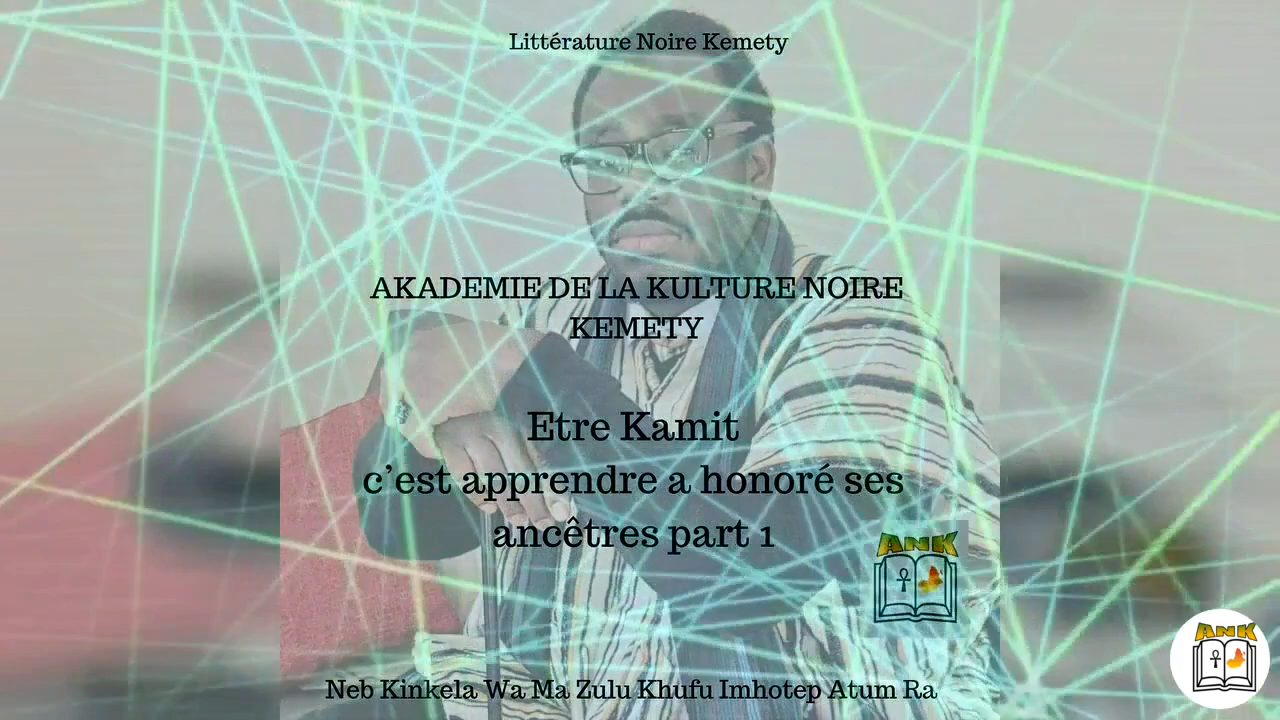 Littérature Noire Kemety
AKADEMIE DE LA KULTURE NOIRE
KEMETY
Etre Kamit
c’est apprendre a honoré ses
ancêtres part 1
ANK
ANK
Neb Kinkela Wa Ma Zulu Khufu Imhotep Atum Ra